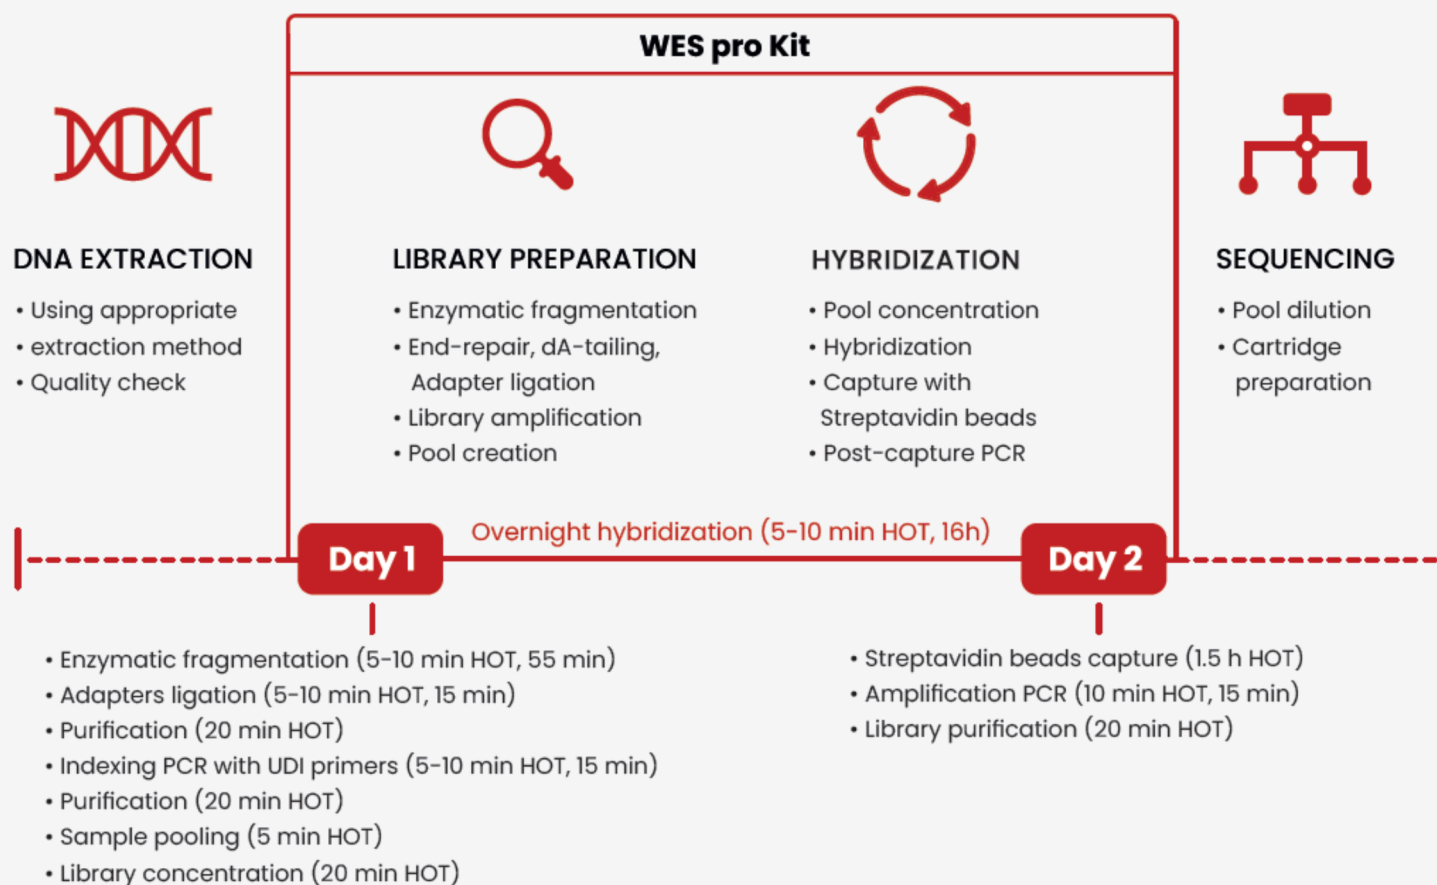 WES pro Kit
DNA EXTRACTION
• Using appropriate
• extraction method
• Quality check
LIBRARY PREPARATION
• Enzymatic fragmentation
• End-repair, dA-tailing,
Adapter ligation
• Library amplification
• Pool creation
HYBRIDIZATION
• Pool concentration
• Hybridization
• Capture with
Streptavidin beads
• Post-capture PCR
SEQUENCING
• Pool dilution
• Cartridge
preparation
Day 1
Overnight hybridization (5-10 min HOT, 16h)
Day 2
• Enzymatic fragmentation (5-10 min HOT, 55 min)
• Adapters ligation (5-10 min HOT, 15 min)
• Purification (20 min HOT)
• Indexing PCR with UDI primers (5-10 min HOT, 15 min)
• Purification (20 min HOT)
• Sample pooling (5 min HOT)
• Library concentration (20 min HOT)
• Streptavidin beads capture (1.5 h HOT)
• Amplification PCR (10 min HOT, 15 min)
• Library purification (20 min HOT)